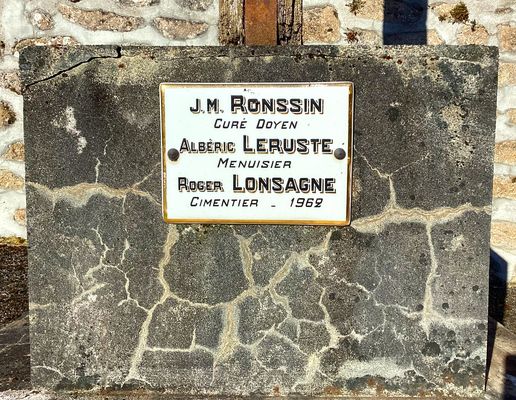 J.M. RONSSIN
CURÉ DOYEN
ALBÉRIC LERUSTE
MENUISIER
ROGER LONSAGNE
CIMENTIER - 1962